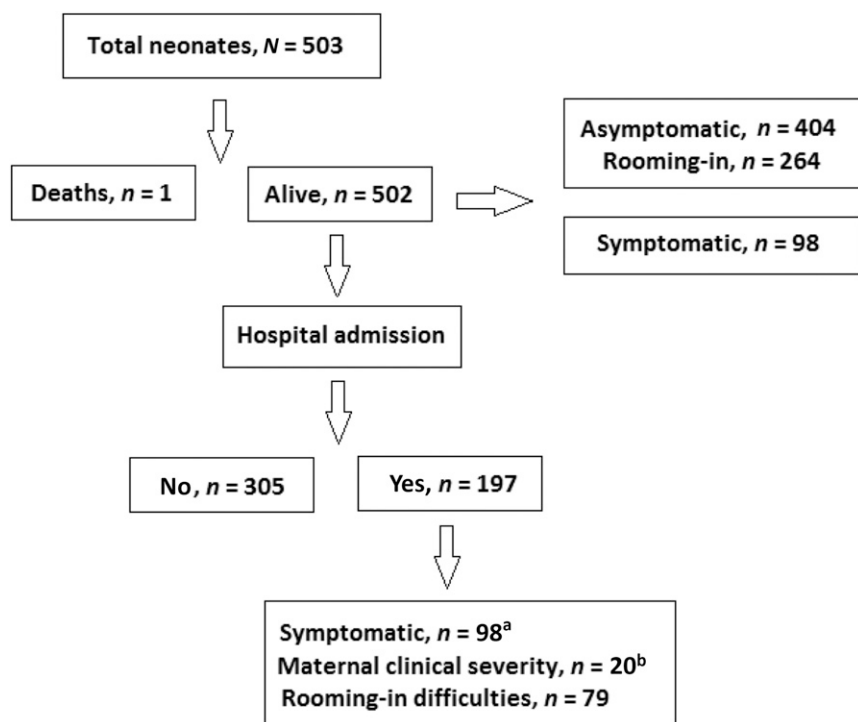 Total neonates, N = 503
Deaths, n = 1
Alive, n = 502
Asymptomatic, n = 404
Rooming-in, n = 264
Symptomatic, n = 98
Hospital admission
No, n = 305
Yes, n = 197
Symptomatic, n = 98ᵃ
Maternal clinical severity, n = 20ᵇ
Rooming-in difficulties, n = 79